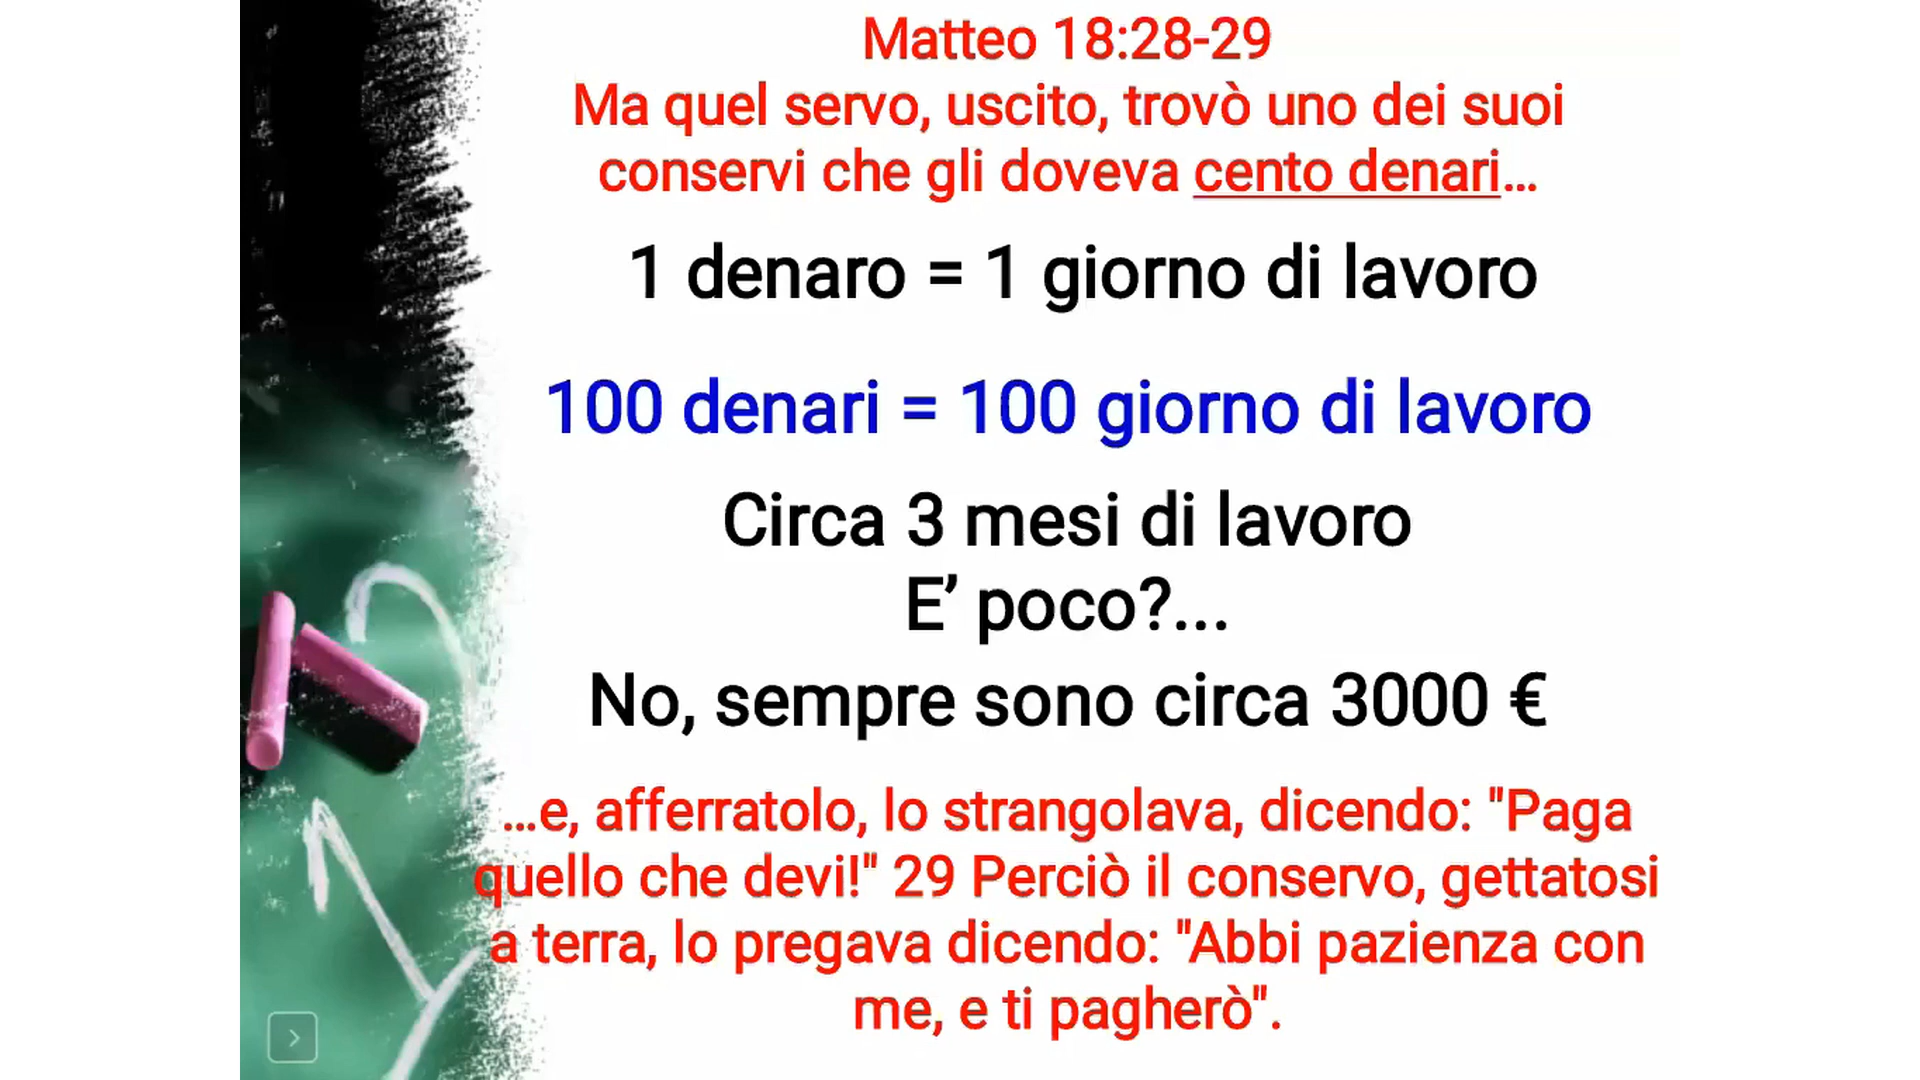 Matteo 18:28-29
Ma quel servo, uscito, trovò uno dei suoi
conservi che gli doveva cento denari...
1 denaro = 1 giorno di lavoro
100 denari = 100 giorno di lavoro
Circa 3 mesi di lavoro
E’ poco?...
No, sempre sono circa 3000 €
...e, afferratolo, lo strangolava, dicendo: "Paga
quello che devi!" 29 Perciò il conservo, gettatosi
a terra, lo pregava dicendo: "Abbi pazienza con
me, e ti pagherò".